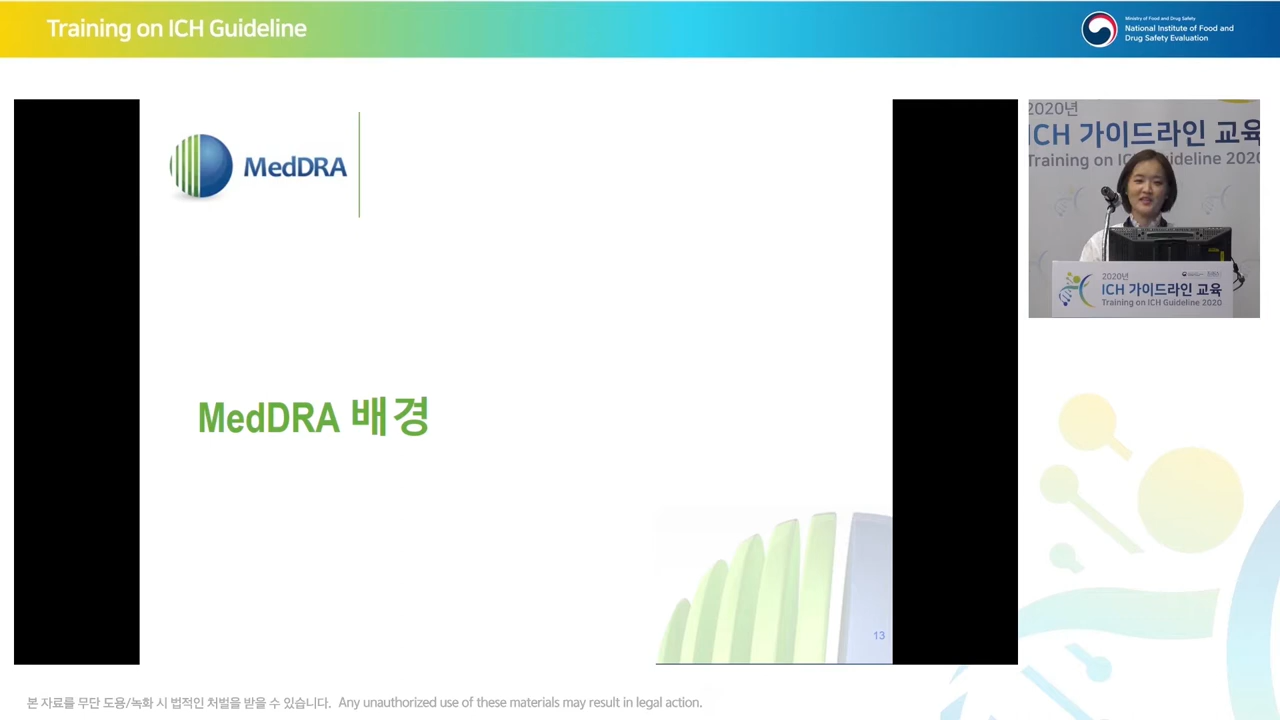 Training on ICH Guideline
Ministry of Food and Drug Safety
National Institute of Food and
Drug Safety Evaluation
MedDRA
MedDRA 배경
13
2020년
ICH 가이드라인 교육
Training on ICH Guideline 2020
2020년
ICH 가이드라인 교육
Training on ICH Guideline 2020
본 자료를 무단 도용/녹화 시 법적인 처벌을 받을 수 있습니다. Any unauthorized use of these materials may result in legal action.